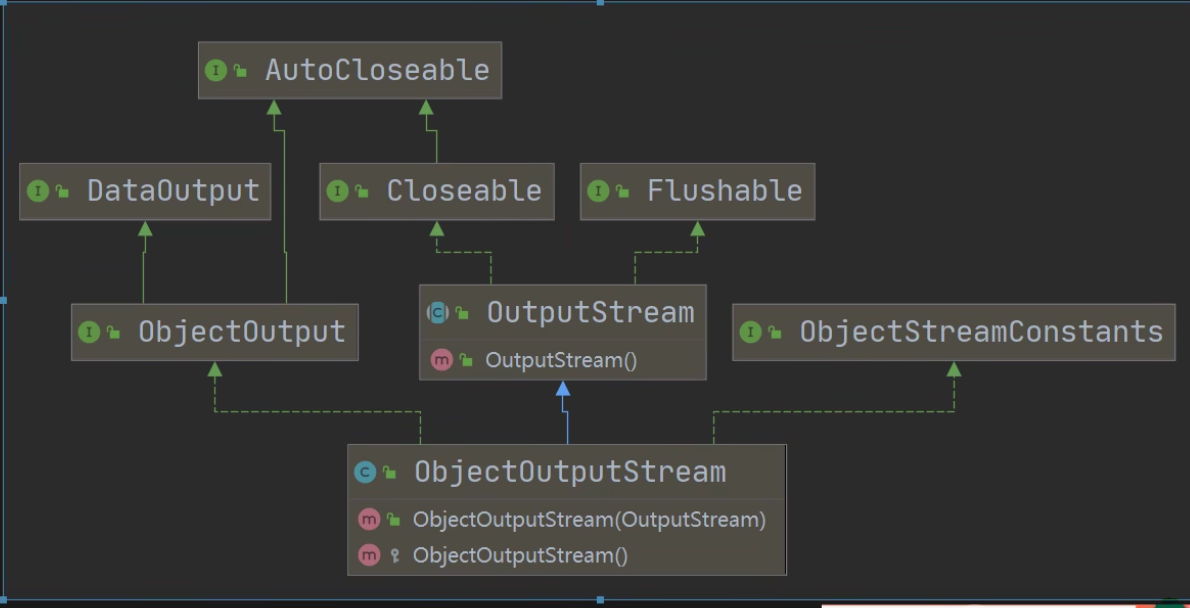 AutoCloseable
DataOutput
Closeable
Flushable
ObjectOutput
OutputStream
OutputStream()
ObjectStreamConstants
ObjectOutputStream
ObjectOutputStream(OutputStream)
ObjectOutputStream()